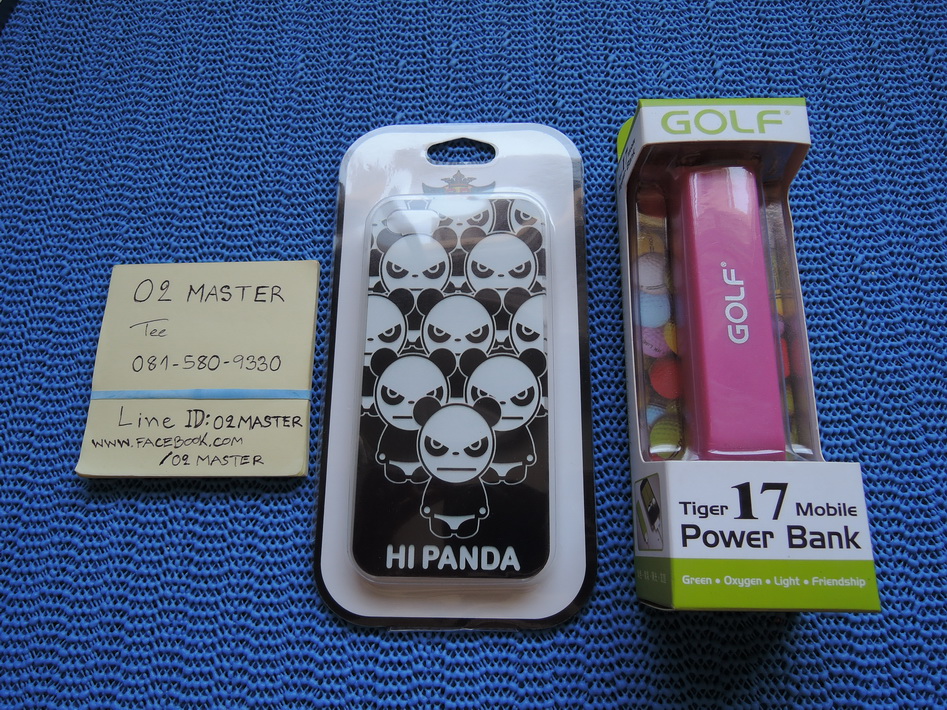 O2 MASTER
Tee
081-580-9330
Line ID: O2MASTER
WWW.FACEBOOK.COM
/O2 MASTER
HI PANDA
GOLF®
GOLF®
Tiger 17 Mobile
Power Bank
Green • Oxygen • Light • Friendship